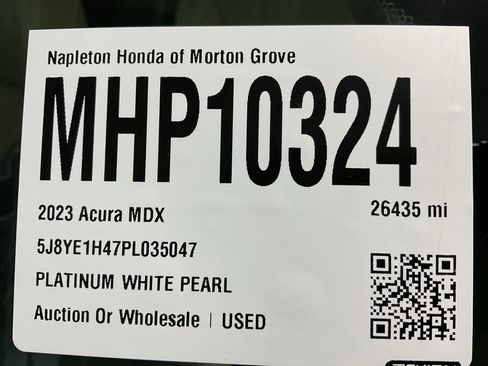 Napleton Honda of Morton Grove
MHP10324
2023 Acura MDX
26435 mi
5J8YE1H47PL035047
PLATINUM WHITE PEARL
Auction Or Wholesale | USED